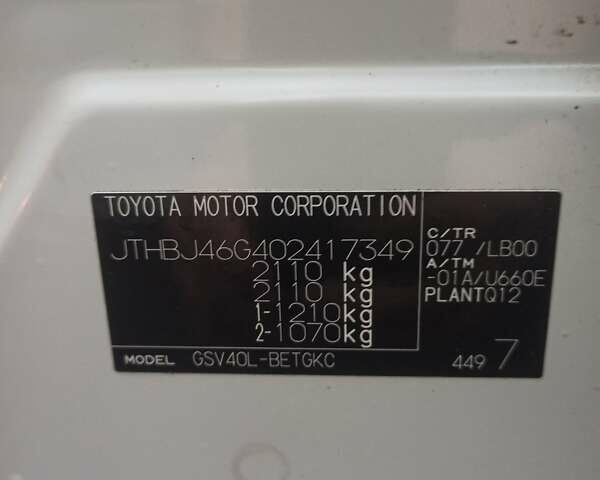 TOYOTA MOTOR CORPORATION
JTHBJ46G402417349
2110 kg
2110 kg
1-1210kg
2-1070kg
MODEL GSV40L-BETGKC
C/TR
077 /LB00
A/TM
-01A/U660E
PLANTQ12
449 7